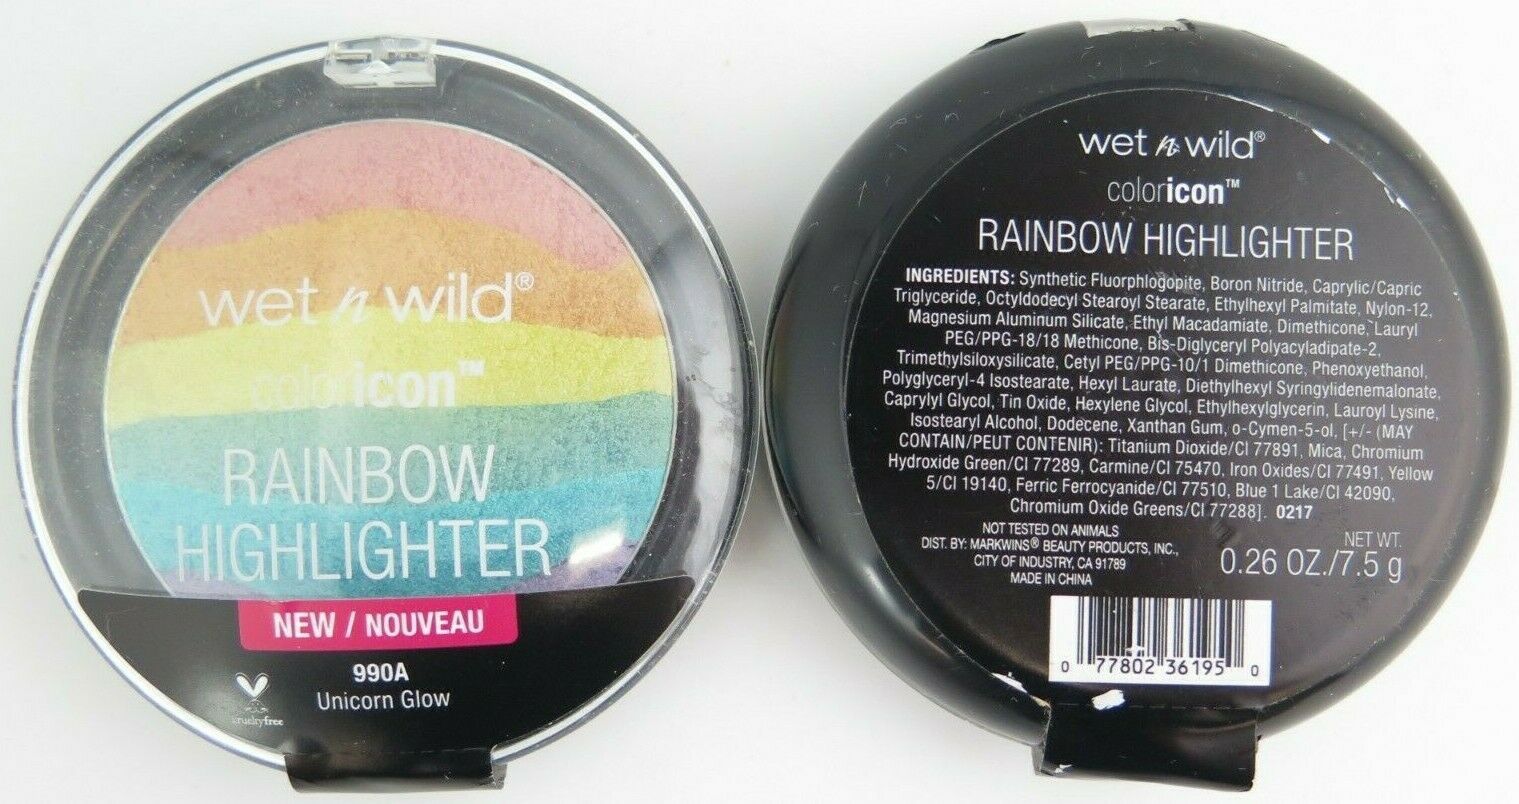 wet n wild®
coloricon™
RAINBOW
HIGHLIGHTER
NEW / NOUVEAU
990A
Unicorn Glow
crueltyfree
wet n wild®
coloricon™
RAINBOW HIGHLIGHTER
INGREDIENTS: Synthetic Fluorphlogopite, Boron Nitride, Caprylic/Capric
Triglyceride, Octyldodecyl Stearoyl Stearate, Ethylhexyl Palmitate, Nylon-12,
Magnesium Aluminum Silicate, Ethyl Macadamiate, Dimethicone, Lauryl
PEG/PPG-18/18 Methicone, Bis-Diglyceryl Polyacyladipate-2,
Trimethylsiloxysilicate, Cetyl PEG/PPG-10/1 Dimethicone, Phenoxyethanol,
Polyglyceryl-4 Isostearate, Hexyl Laurate, Diethylhexyl Syringylidenemalonate,
Caprylyl Glycol, Tin Oxide, Hexylene Glycol, Ethylhexylglycerin, Lauroyl Lysine,
Isostearyl Alcohol, Dodecene, Xanthan Gum, o-Cymen-5-ol, [+/- (MAY
CONTAIN/PEUT CONTENIR): Titanium Dioxide/CI 77891, Mica, Chromium
Hydroxide Green/CI 77289, Carmine/CI 75470, Iron Oxides/CI 77491, Yellow
5/CI 19140, Ferric Ferrocyanide/CI 77510, Blue 1 Lake/CI 42090,
Chromium Oxide Greens/CI 77288]. 0217
NOT TESTED ON ANIMALS
DIST. BY: MARKWINS® BEAUTY PRODUCTS, INC.,
CITY OF INDUSTRY, CA 91789
MADE IN CHINA
NET WT.
0.26 OZ./7.5 g
0 77802 36195 0